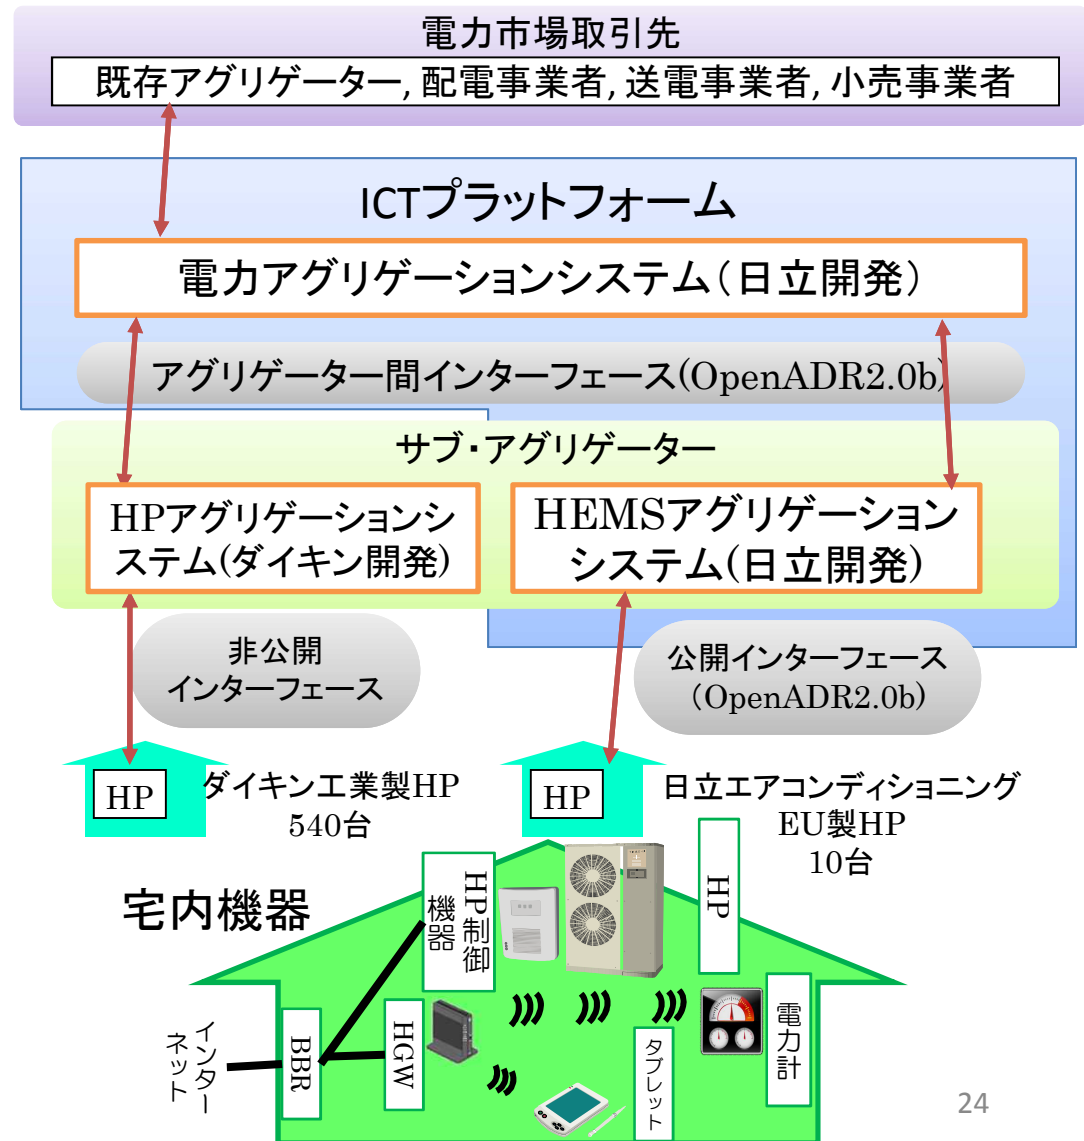 電力市場取引先
既存アグリゲーター, 配電事業者, 送電事業者, 小売事業者
ICTプラットフォーム
電力アグリゲーションシステム(日立開発)
アグリゲーター間インターフェース(OpenADR2.0b)
サブ・アグリゲーター
HPアグリゲーションシ
ステム(ダイキン開発)
HEMSアグリゲーション
システム(日立開発)
非公開
インターフェース
公開インターフェース
(OpenADR2.0b)
HP
ダイキン工業製HP
540台
HP
日立エアコンディショニング
EU製HP
10台
宅内機器
HP制御
機器
HP
インター
ネット
BBR
HGW
タブレット
電力計
24